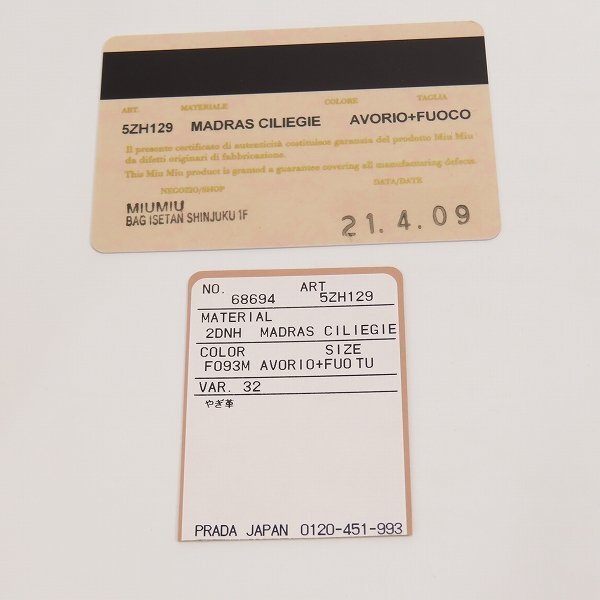 ART. MATERIALE COLORE TAGLIA
5ZH129 MADRAS CILIEGIE AVORIO+FUOCO
Il presente certificato di autenticità costituisce garanzia del prodotto Miu Miu
da difetti originari di fabbricazione.
This Miu Miu product is granted a guarantee covering all manufacturing defects.
NEGOZIO/SHOP DATA/DATE
MIUMIU
BAG ISETAN SHINJUKU 1F
21.4.09
NO. ART
68694 5ZH129
MATERIAL
2DNH MADRAS CILIEGIE
COLOR SIZE
F093M AVORIO+FUO TU
VAR. 32
やぎ革
PRADA JAPAN 0120-451-993